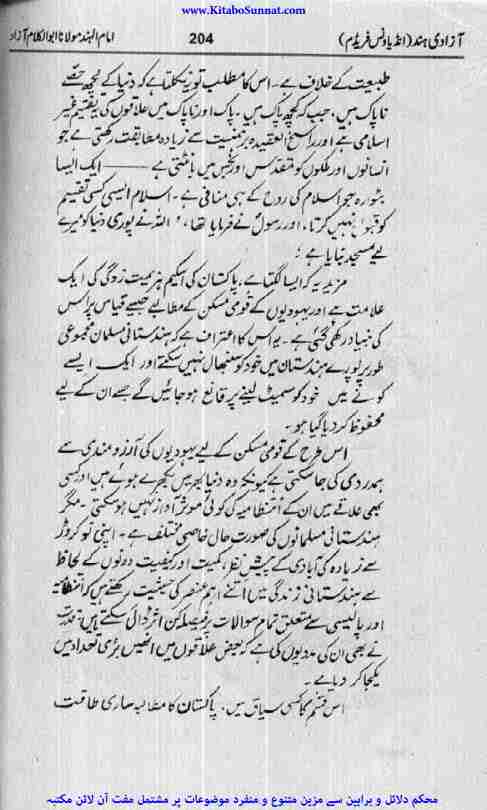 www.KitaboSunnat.com
آزادی ہند (انڈیا ونس فریڈم) 204 امام الہند مولانا ابوالکلام آزاد
طبیعت کے خلاف ہے۔ اس کا مطلب تو یہ نکلتا ہے کہ دنیا کے کچھ حصّے
ناپاک ہیں، جب کہ کچھ پاک ہیں۔ پاک اور ناپاک میں علاقوں کی یہ تقسیم غیر
اسلامی ہے اور راسخ العقیدہ برہمنیت سے زیادہ مطابقت رکھتی ہے جو
انسانوں اور ملکوں کو مقدس اور نجس میں بانٹتی ہے —— ایک ایسا
بٹوارہ جو اسلام کی روح کے ہی منافی ہے۔ اسلام ایسی کسی تقسیم
کو قبول نہیں کرتا، اور رسولؐ نے فرمایا تھا، ' اللہ نے پوری دنیا کو میرے
لیے مسجد بنایا ہے ؛
مزید یہ کہ ایسا لگتا ہے، پاکستان کی اسکیم ہزیمت زدگی کی ایک
علامت ہے اور یہودیوں کے قومی مسکن کے مطالبے جیسے قیاس پر اس
کی بنیاد رکھی گئی ہے۔ یہ اس کا اعتراف ہے کہ ہندستانی مسلمان مجموعی
طور پر پورے ہندستان میں خود کو سنبھال نہیں سکتے اور ایک ایسے
کونے میں خود کو سمیٹ لینے پر قانع ہو جائیں گے جسے ان کے لیے
محفوظ کر دیا گیا ہو۔
اس طرح کے قومی مسکن کے لیے یہودیوں کی آرزومندی سے
ہمدردی کی جا سکتی ہے کیونکہ وہ دنیا بھر میں بکھرے ہوئے ہیں اور کسی
بھی علاقے میں ان کے انتظامیہ کی کوئی موثر آواز نہیں ہو سکتی۔ مگر
ہندستانی مسلمانوں کی صورت حال خاصی مختلف ہے۔ اپنی نو کروڑ
سے زیادہ کی آبادی کے پیش نظر، کمیت اور کیفیت دونوں کے لحاظ
سے ہندستانی زندگی میں اتنے اہم عنصر کی حیثیت رکھتے ہیں کہ انتظامیہ
اور پالیسی سے متعلق تمام سوالات پر فیصلہ کن اثر ڈال سکتے ہیں۔ قدرت
نے بھی ان کی مدد یوں کی ہے کہ بعض علاقوں میں انھیں بڑی تعداد میں
یکجا کر دیا ہے۔
اس قسم کے کسی سیاق میں، پاکستان کا مطالبہ ساری طاقت
محکم دلائل و براہین سے مزین متنوع و منفرد موضوعات پر مشتمل مفت آن لائن مکتبہ